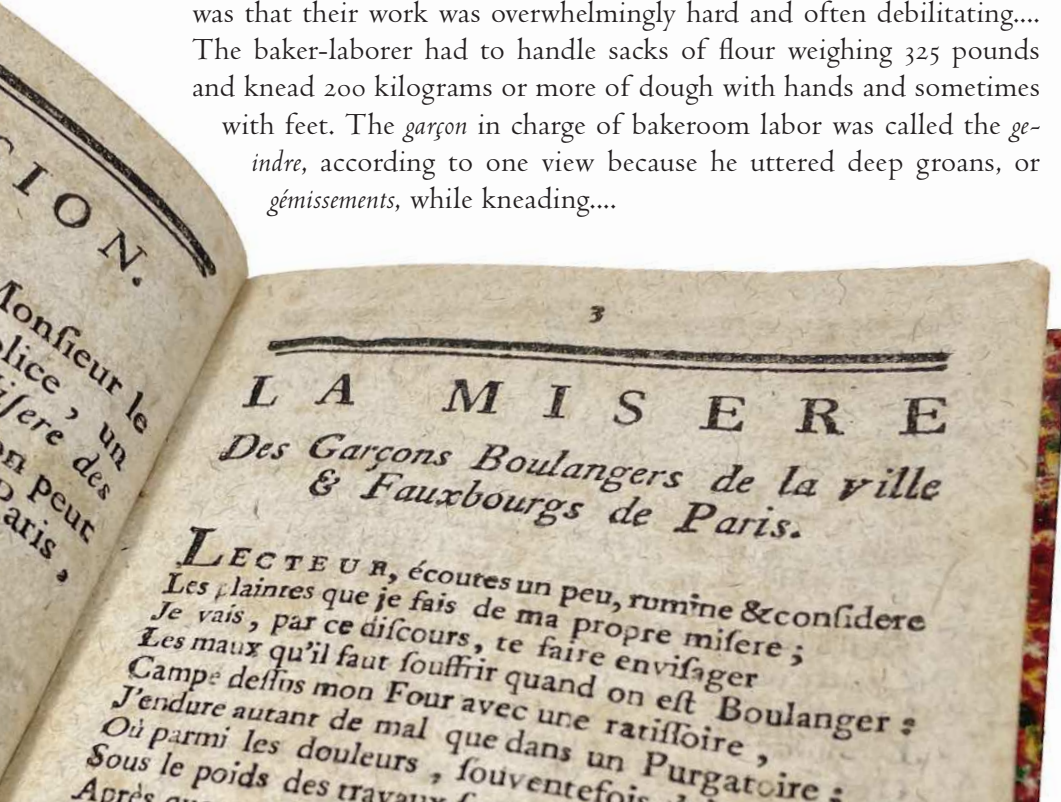 was that their work was overwhelmingly hard and often debilitating....
The baker-laborer had to handle sacks of flour weighing 325 pounds
and knead 200 kilograms or more of dough with hands and sometimes
with feet. The garçon in charge of bakeroom labor was called the ge-
indre, according to one view because he uttered deep groans, or
gémissements, while kneading....
ION.
Monſieur le
lice, un
iſere des
on peut
Paris,
3
LA MISERE
Des Garçons Boulangers de la ville
& Fauxbourgs de Paris.
LECTEUR, écoutes un peu, rumine & conſidere
Les plaintes que je fais de ma propre miſere ;
Je vais, par ce diſcours, te faire enviſager
Les maux qu'il faut ſouffrir quand on eſt Boulanger :
Campé deſſus mon Four avec une ratiſſoire,
J'endure autant de mal que dans un Purgatoire :
Où parmi les douleurs, ſouventefois
Sous le poids des travaux
Après